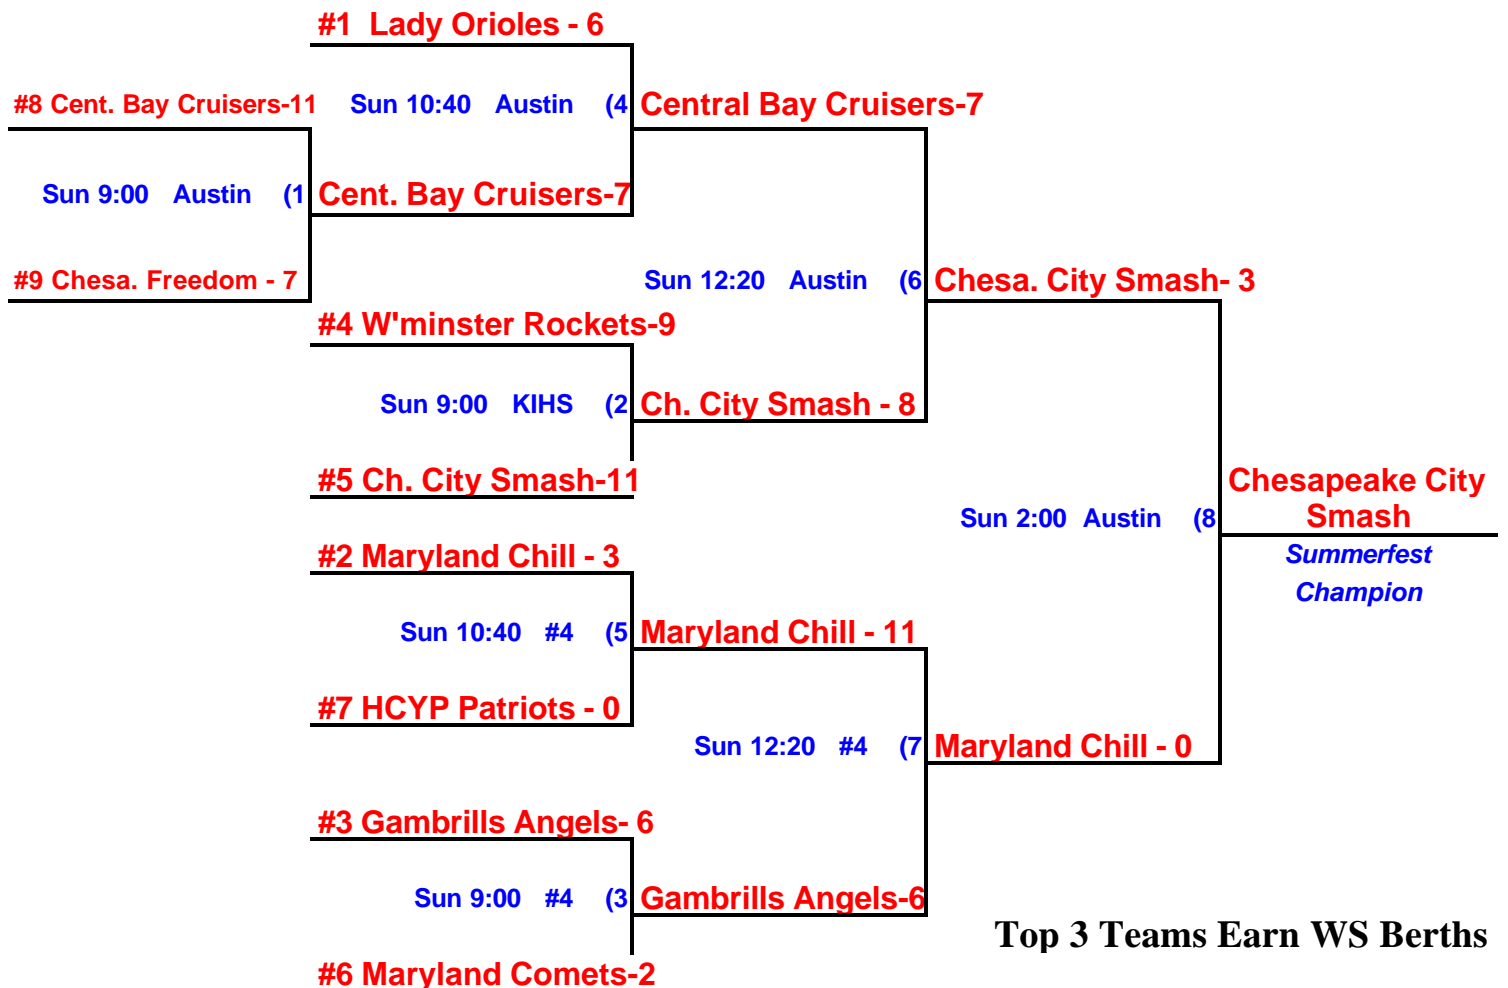 #1  Lady Orioles - 6
#8 Cent. Bay Cruisers-11
Sun 10:40   Austin   (4
Central Bay Cruisers-7
Sun 9:00   Austin   (1
Cent. Bay Cruisers-7
#9 Chesa. Freedom - 7
Sun 12:20   Austin   (6
Chesa. City Smash- 3
#4 W'minster Rockets-9
Sun 9:00   KIHS   (2
Ch. City Smash - 8
#5 Ch. City Smash-11
Chesapeake City
Smash
Sun 2:00  Austin   (8
Summerfest
Champion
#2 Maryland Chill - 3
Sun 10:40   #4   (5
Maryland Chill - 11
#7 HCYP Patriots - 0
Sun 12:20   #4   (7
Maryland Chill - 0
#3 Gambrills Angels- 6
Sun 9:00   #4   (3
Gambrills Angels-6
Top 3 Teams Earn WS Berths
#6 Maryland Comets-2